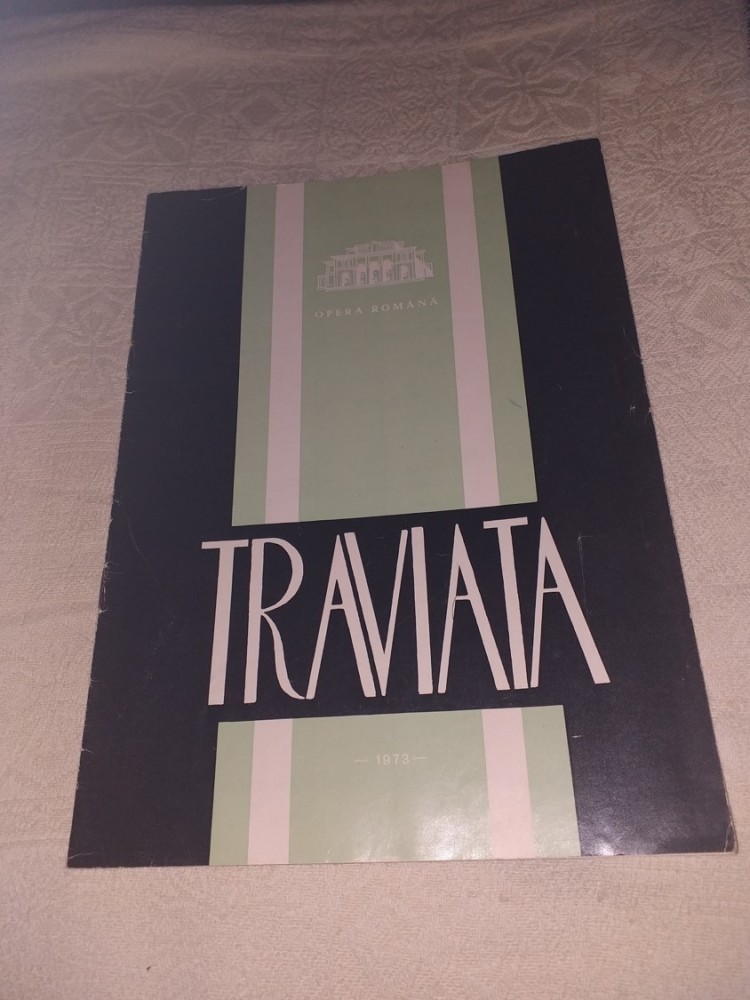 OPERA ROMÂNĂ
TRAVIATA
— 1973 —